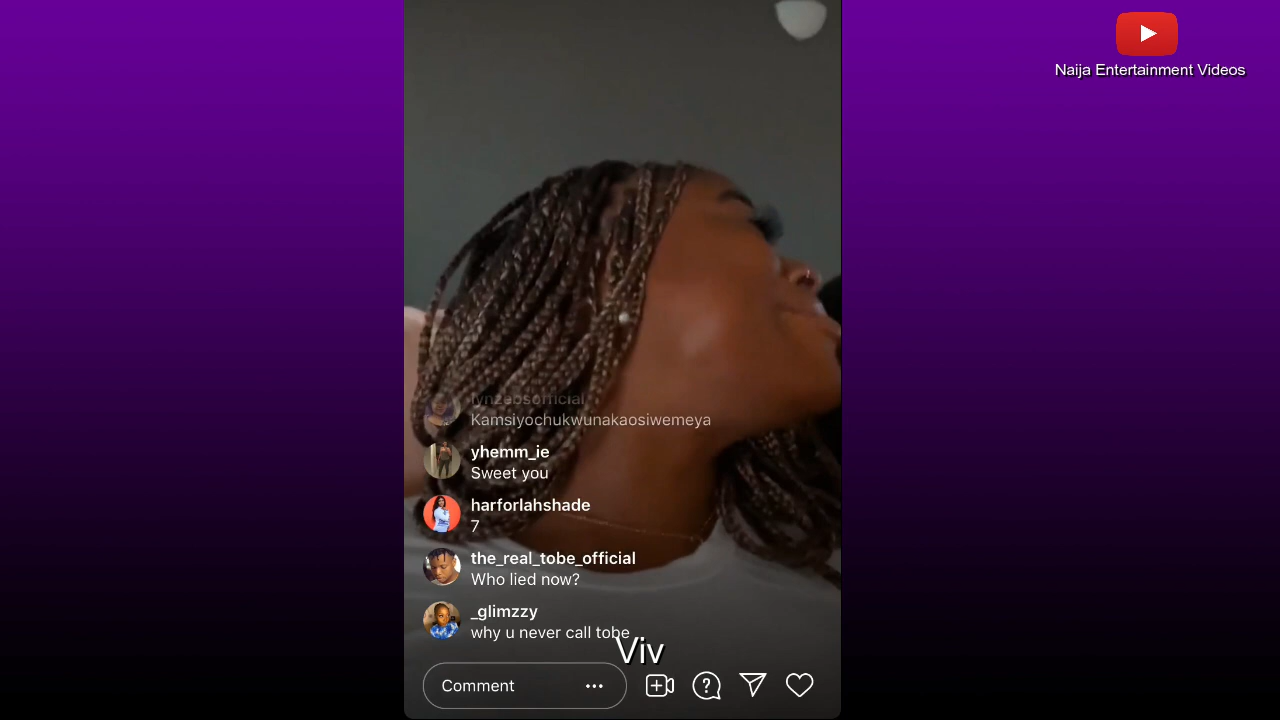 Naija Entertainment Videos
lynzeosofficial
Kamsiyochukwunakaosiwemeya
yhemm_ie
Sweet you
harforlahshade
7
the_real_tobe_official
Who lied now?
_glimzzy
why u never call tobe
Viv
Comment